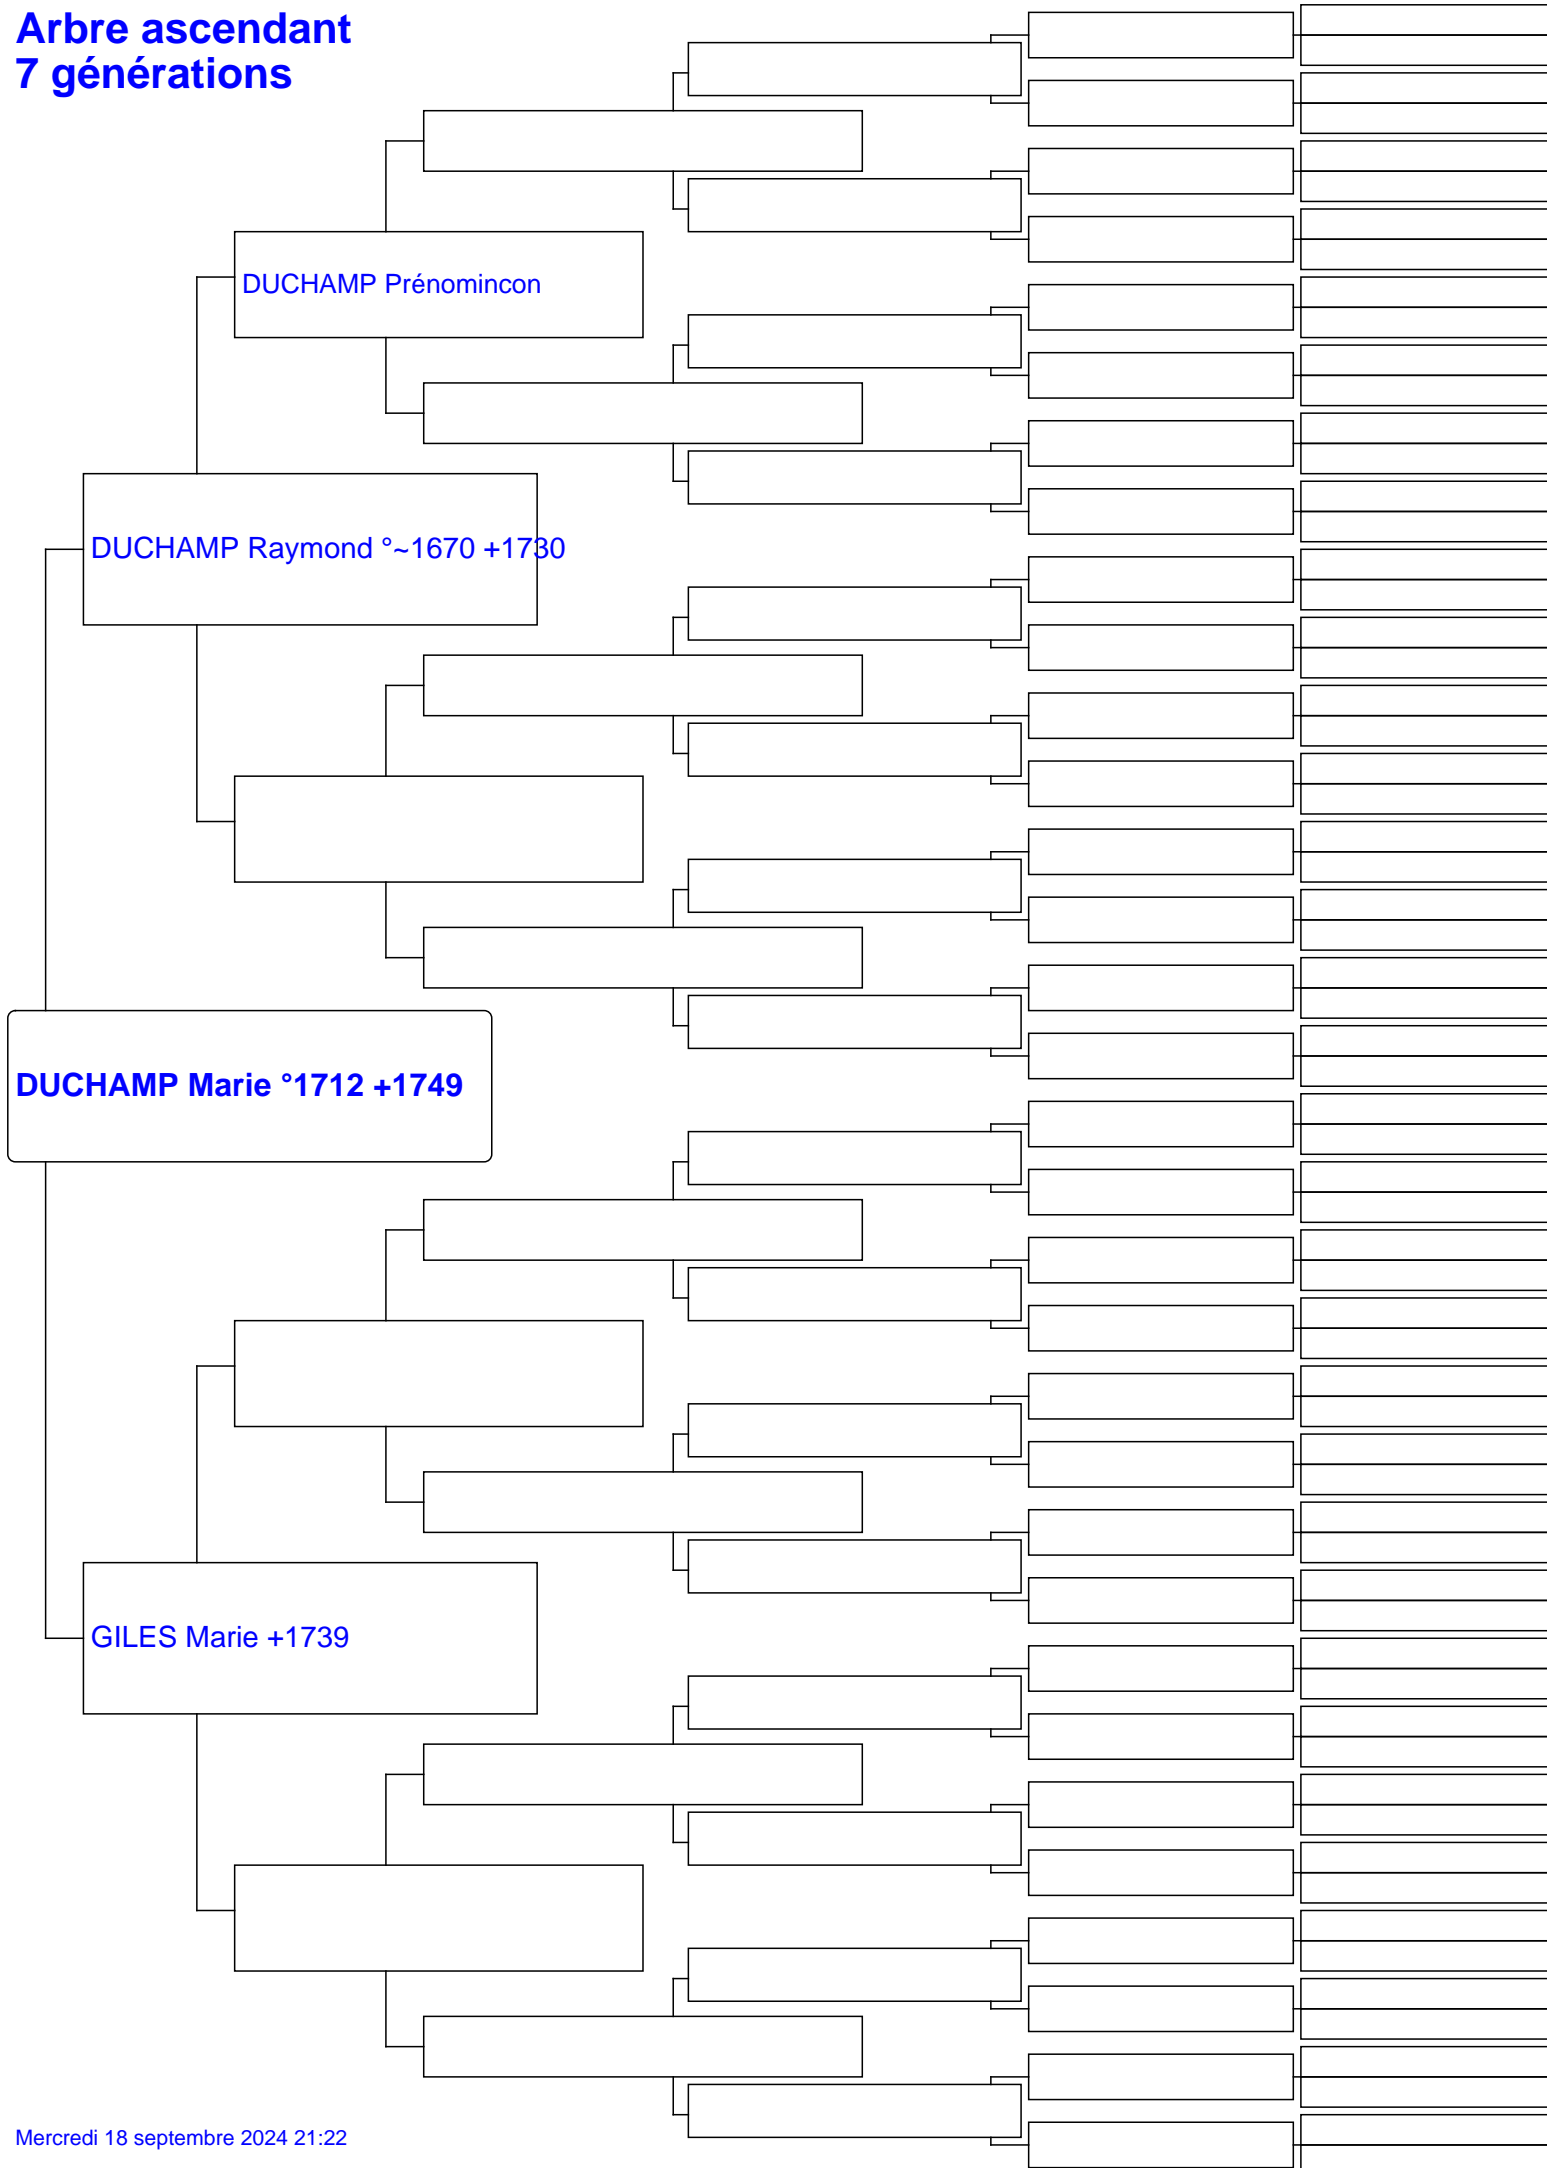 Arbre ascendant
7 générations
DUCHAMP Prénomincon
DUCHAMP Raymond °~1670 +1730
DUCHAMP Marie °1712 +1749
GILES Marie +1739
Mercredi 18 septembre 2024 21:22